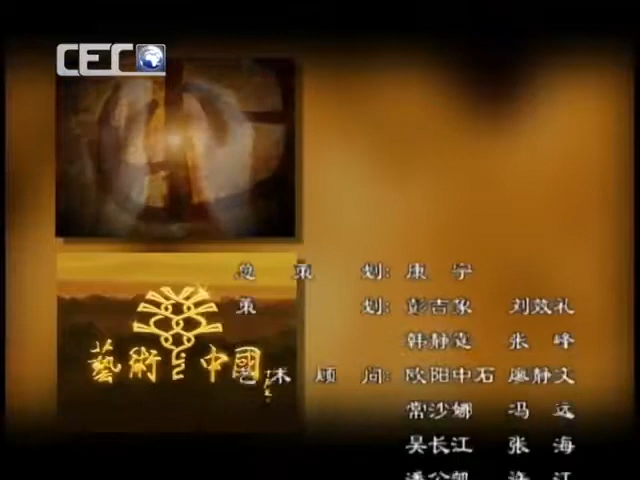 CEC
总策划:康宁
策划:彭吉象 刘效礼
韩静霆 张峰
藝術中國
艺术顾问:欧阳中石 廖静文
常沙娜 冯远
吴长江 张海